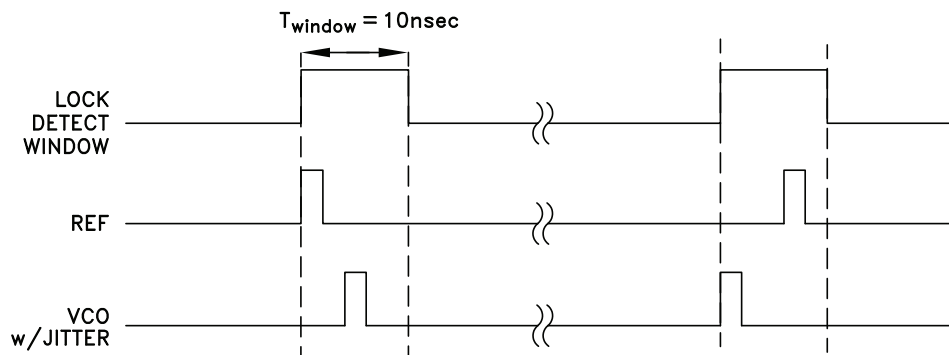 Twindow = 10nsec
LOCK
DETECT
WINDOW
REF
VCO
w/JITTER